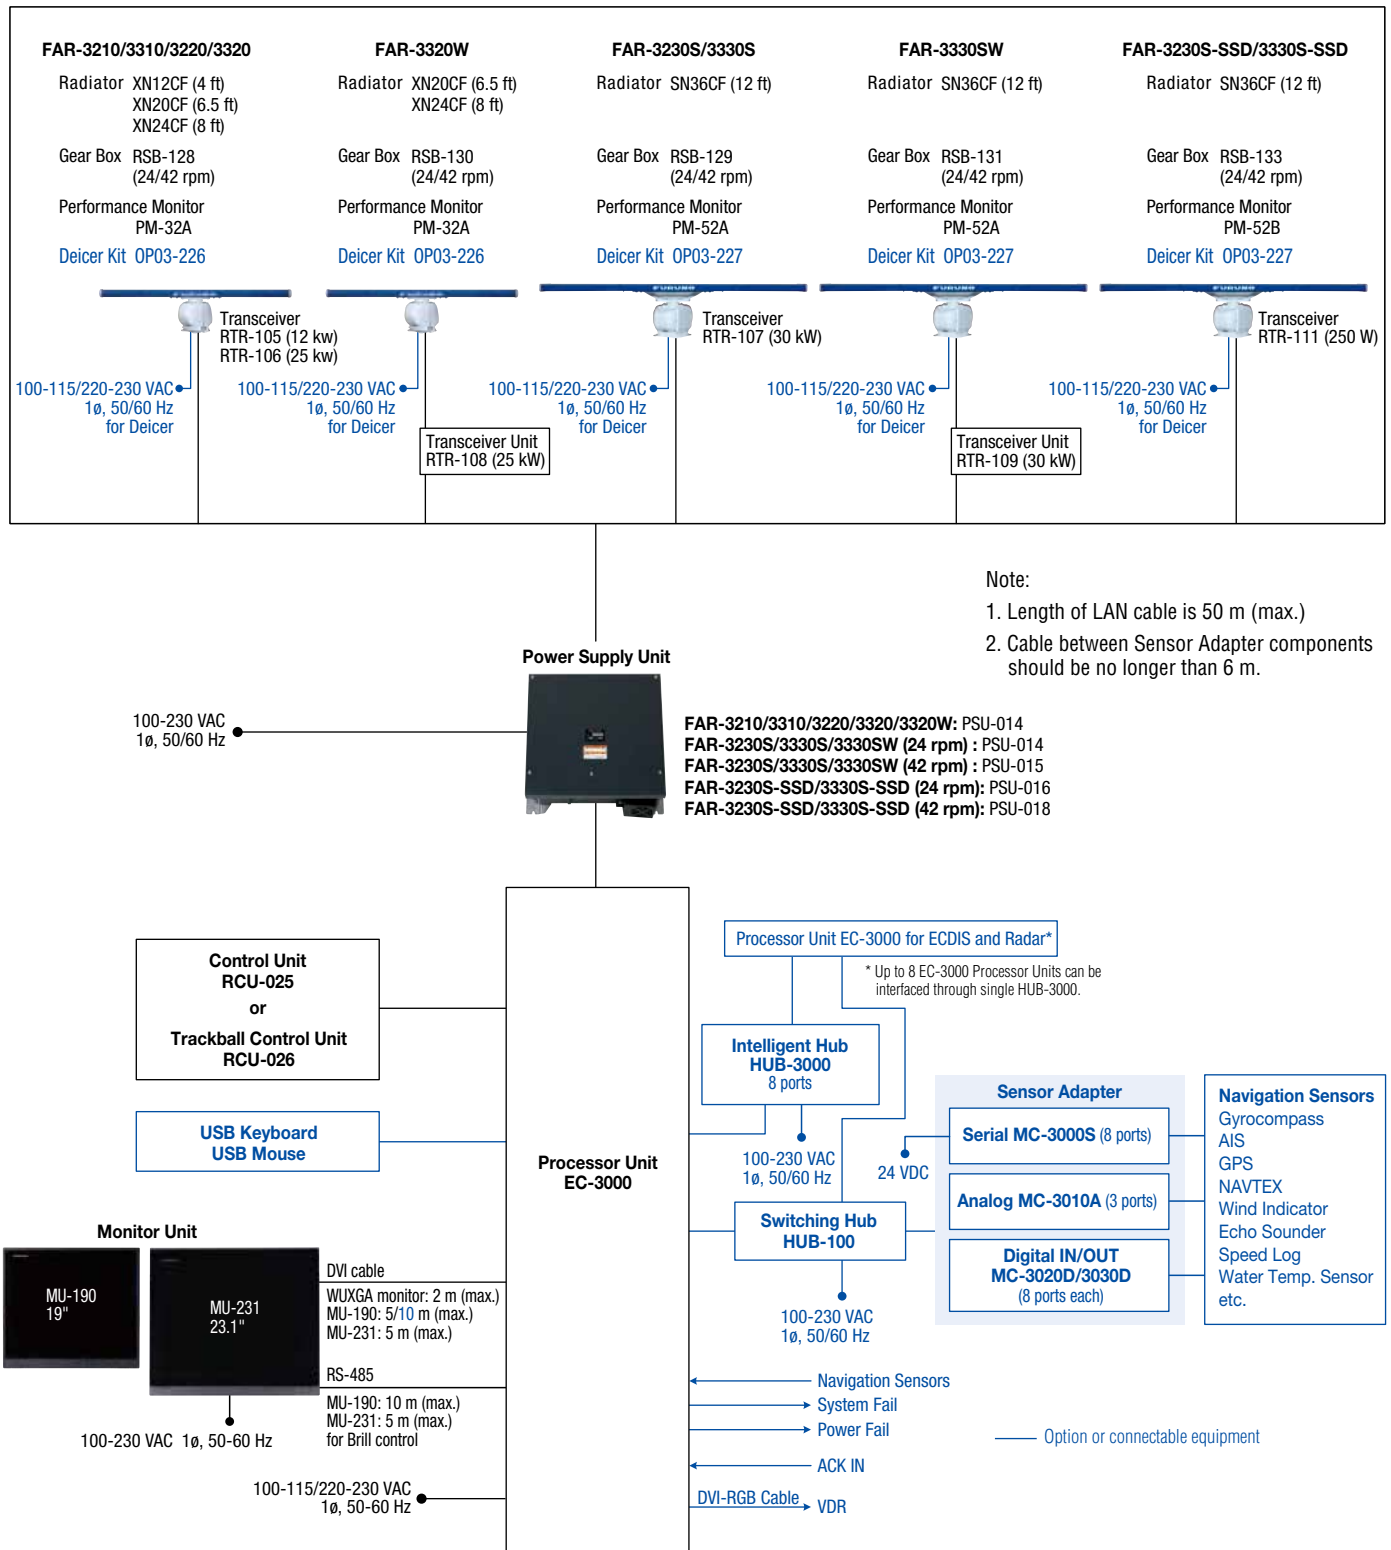 FAR-3210/3310/3220/3320
Radiator XN12CF (4 ft)
XN20CF (6.5 ft)
XN24CF (8 ft)
Gear Box RSB-128
(24/42 rpm)
Performance Monitor
PM-32A
Deicer Kit OP03-226
Transceiver
RTR-105 (12 kw)
RTR-106 (25 kw)
100-115/220-230 VAC
1ø, 50/60 Hz
for Deicer
FAR-3320W
Radiator XN20CF (6.5 ft)
XN24CF (8 ft)
Gear Box RSB-130
(24/42 rpm)
Performance Monitor
PM-32A
Deicer Kit OP03-226
100-115/220-230 VAC
1ø, 50/60 Hz
for Deicer
Transceiver Unit
RTR-108 (25 kW)
FAR-3230S/3330S
Radiator SN36CF (12 ft)
Gear Box RSB-129
(24/42 rpm)
Performance Monitor
PM-52A
Deicer Kit OP03-227
FURUNO
Transceiver
RTR-107 (30 kW)
100-115/220-230 VAC
1ø, 50/60 Hz
for Deicer
FAR-3330SW
Radiator SN36CF (12 ft)
Gear Box RSB-131
(24/42 rpm)
Performance Monitor
PM-52A
Deicer Kit OP03-227
FURUNO
100-115/220-230 VAC
1ø, 50/60 Hz
for Deicer
Transceiver Unit
RTR-109 (30 kW)
FAR-3230S-SSD/3330S-SSD
Radiator SN36CF (12 ft)
Gear Box RSB-133
(24/42 rpm)
Performance Monitor
PM-52B
Deicer Kit OP03-227
FURUNO
Transceiver
RTR-111 (250 W)
100-115/220-230 VAC
1ø, 50/60 Hz
for Deicer
Note:
1. Length of LAN cable is 50 m (max.)
2. Cable between Sensor Adapter components
should be no longer than 6 m.
Power Supply Unit
100-230 VAC
1ø, 50/60 Hz
FAR-3210/3310/3220/3320/3320W: PSU-014
FAR-3230S/3330S/3330SW (24 rpm) : PSU-014
FAR-3230S/3330S/3330SW (42 rpm) : PSU-015
FAR-3230S-SSD/3330S-SSD (24 rpm): PSU-016
FAR-3230S-SSD/3330S-SSD (42 rpm): PSU-018
Control Unit
RCU-025
or
Trackball Control Unit
RCU-026
USB Keyboard
USB Mouse
Monitor Unit
MU-190
19"
MU-231
23.1"
DVI cable
WUXGA monitor: 2 m (max.)
MU-190: 5/10 m (max.)
MU-231: 5 m (max.)
RS-485
MU-190: 10 m (max.)
MU-231: 5 m (max.)
for Brill control
100-230 VAC 1ø, 50-60 Hz
100-115/220-230 VAC
1ø, 50-60 Hz
Processor Unit
EC-3000
Processor Unit EC-3000 for ECDIS and Radar*
* Up to 8 EC-3000 Processor Units can be
interfaced through single HUB-3000.
Intelligent Hub
HUB-3000
8 ports
100-230 VAC
1ø, 50/60 Hz
24 VDC
Switching Hub
HUB-100
100-230 VAC
1ø, 50/60 Hz
Sensor Adapter
Serial MC-3000S (8 ports)
Analog MC-3010A (3 ports)
Digital IN/OUT
MC-3020D/3030D
(8 ports each)
Navigation Sensors
Gyrocompass
AIS
GPS
NAVTEX
Wind Indicator
Echo Sounder
Speed Log
Water Temp. Sensor
etc.
Navigation Sensors
System Fail
Power Fail
ACK IN
DVI-RGB Cable
VDR
Option or connectable equipment